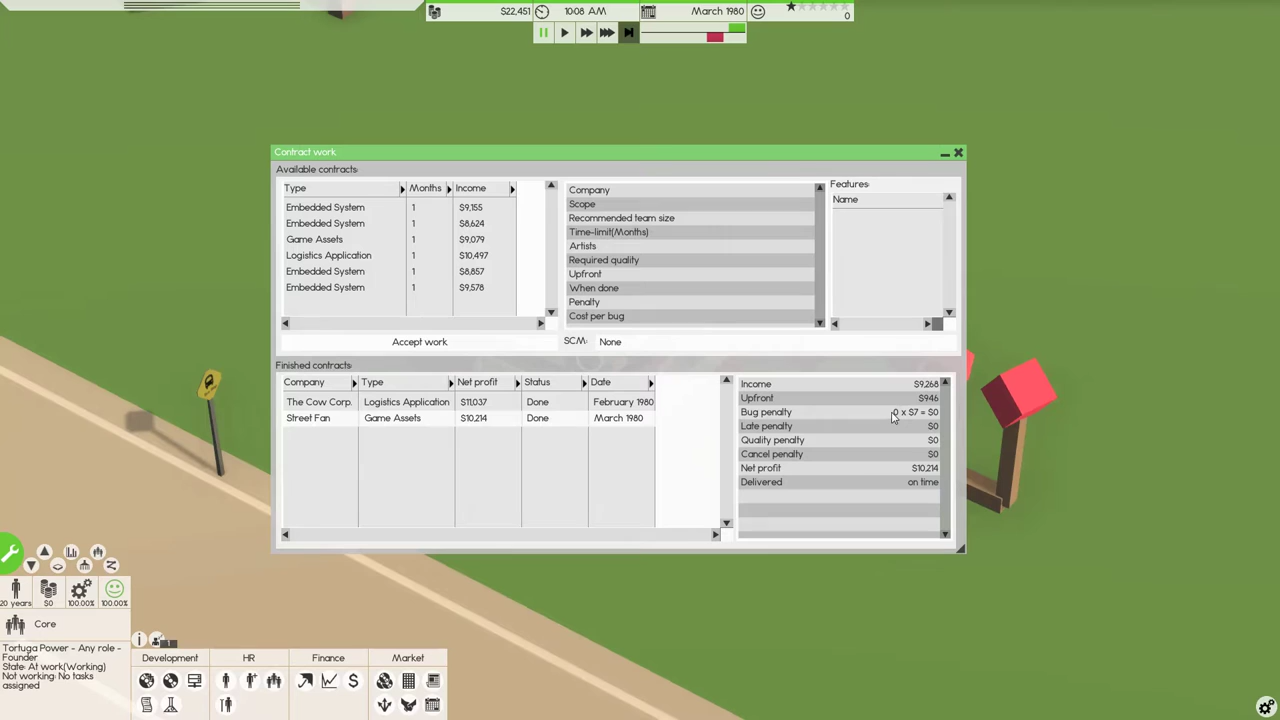 $22,451
10:08 AM
March 1980
0
Contract work
Available contracts:
Type Months Income
Embedded System 1 $9,155
Embedded System 1 $8,624
Game Assets 1 $9,079
Logistics Application 1 $10,497
Embedded System 1 $8,857
Embedded System 1 $9,578
Company
Scope
Recommended team size
Time-limit(Months)
Artists
Required quality
Upfront
When done
Penalty
Cost per bug
Features:
Name
Accept work
SCM: None
Finished contracts:
Company Type Net profit Status Date
The Cow Corp. Logistics Application $11,037 Done February 1980
Street Fan Game Assets $10,214 Done March 1980
Income $9,268
Upfront $946
Bug penalty 0 x $7 = $0
Late penalty $0
Quality penalty $0
Cancel penalty $0
Net profit $10,214
Delivered on time
20 years $0 100.00% 100.00%
Core
Tortuga Power - Any role -
Founder
State: At work(Working)
Not working: No tasks
assigned
Development HR Finance Market